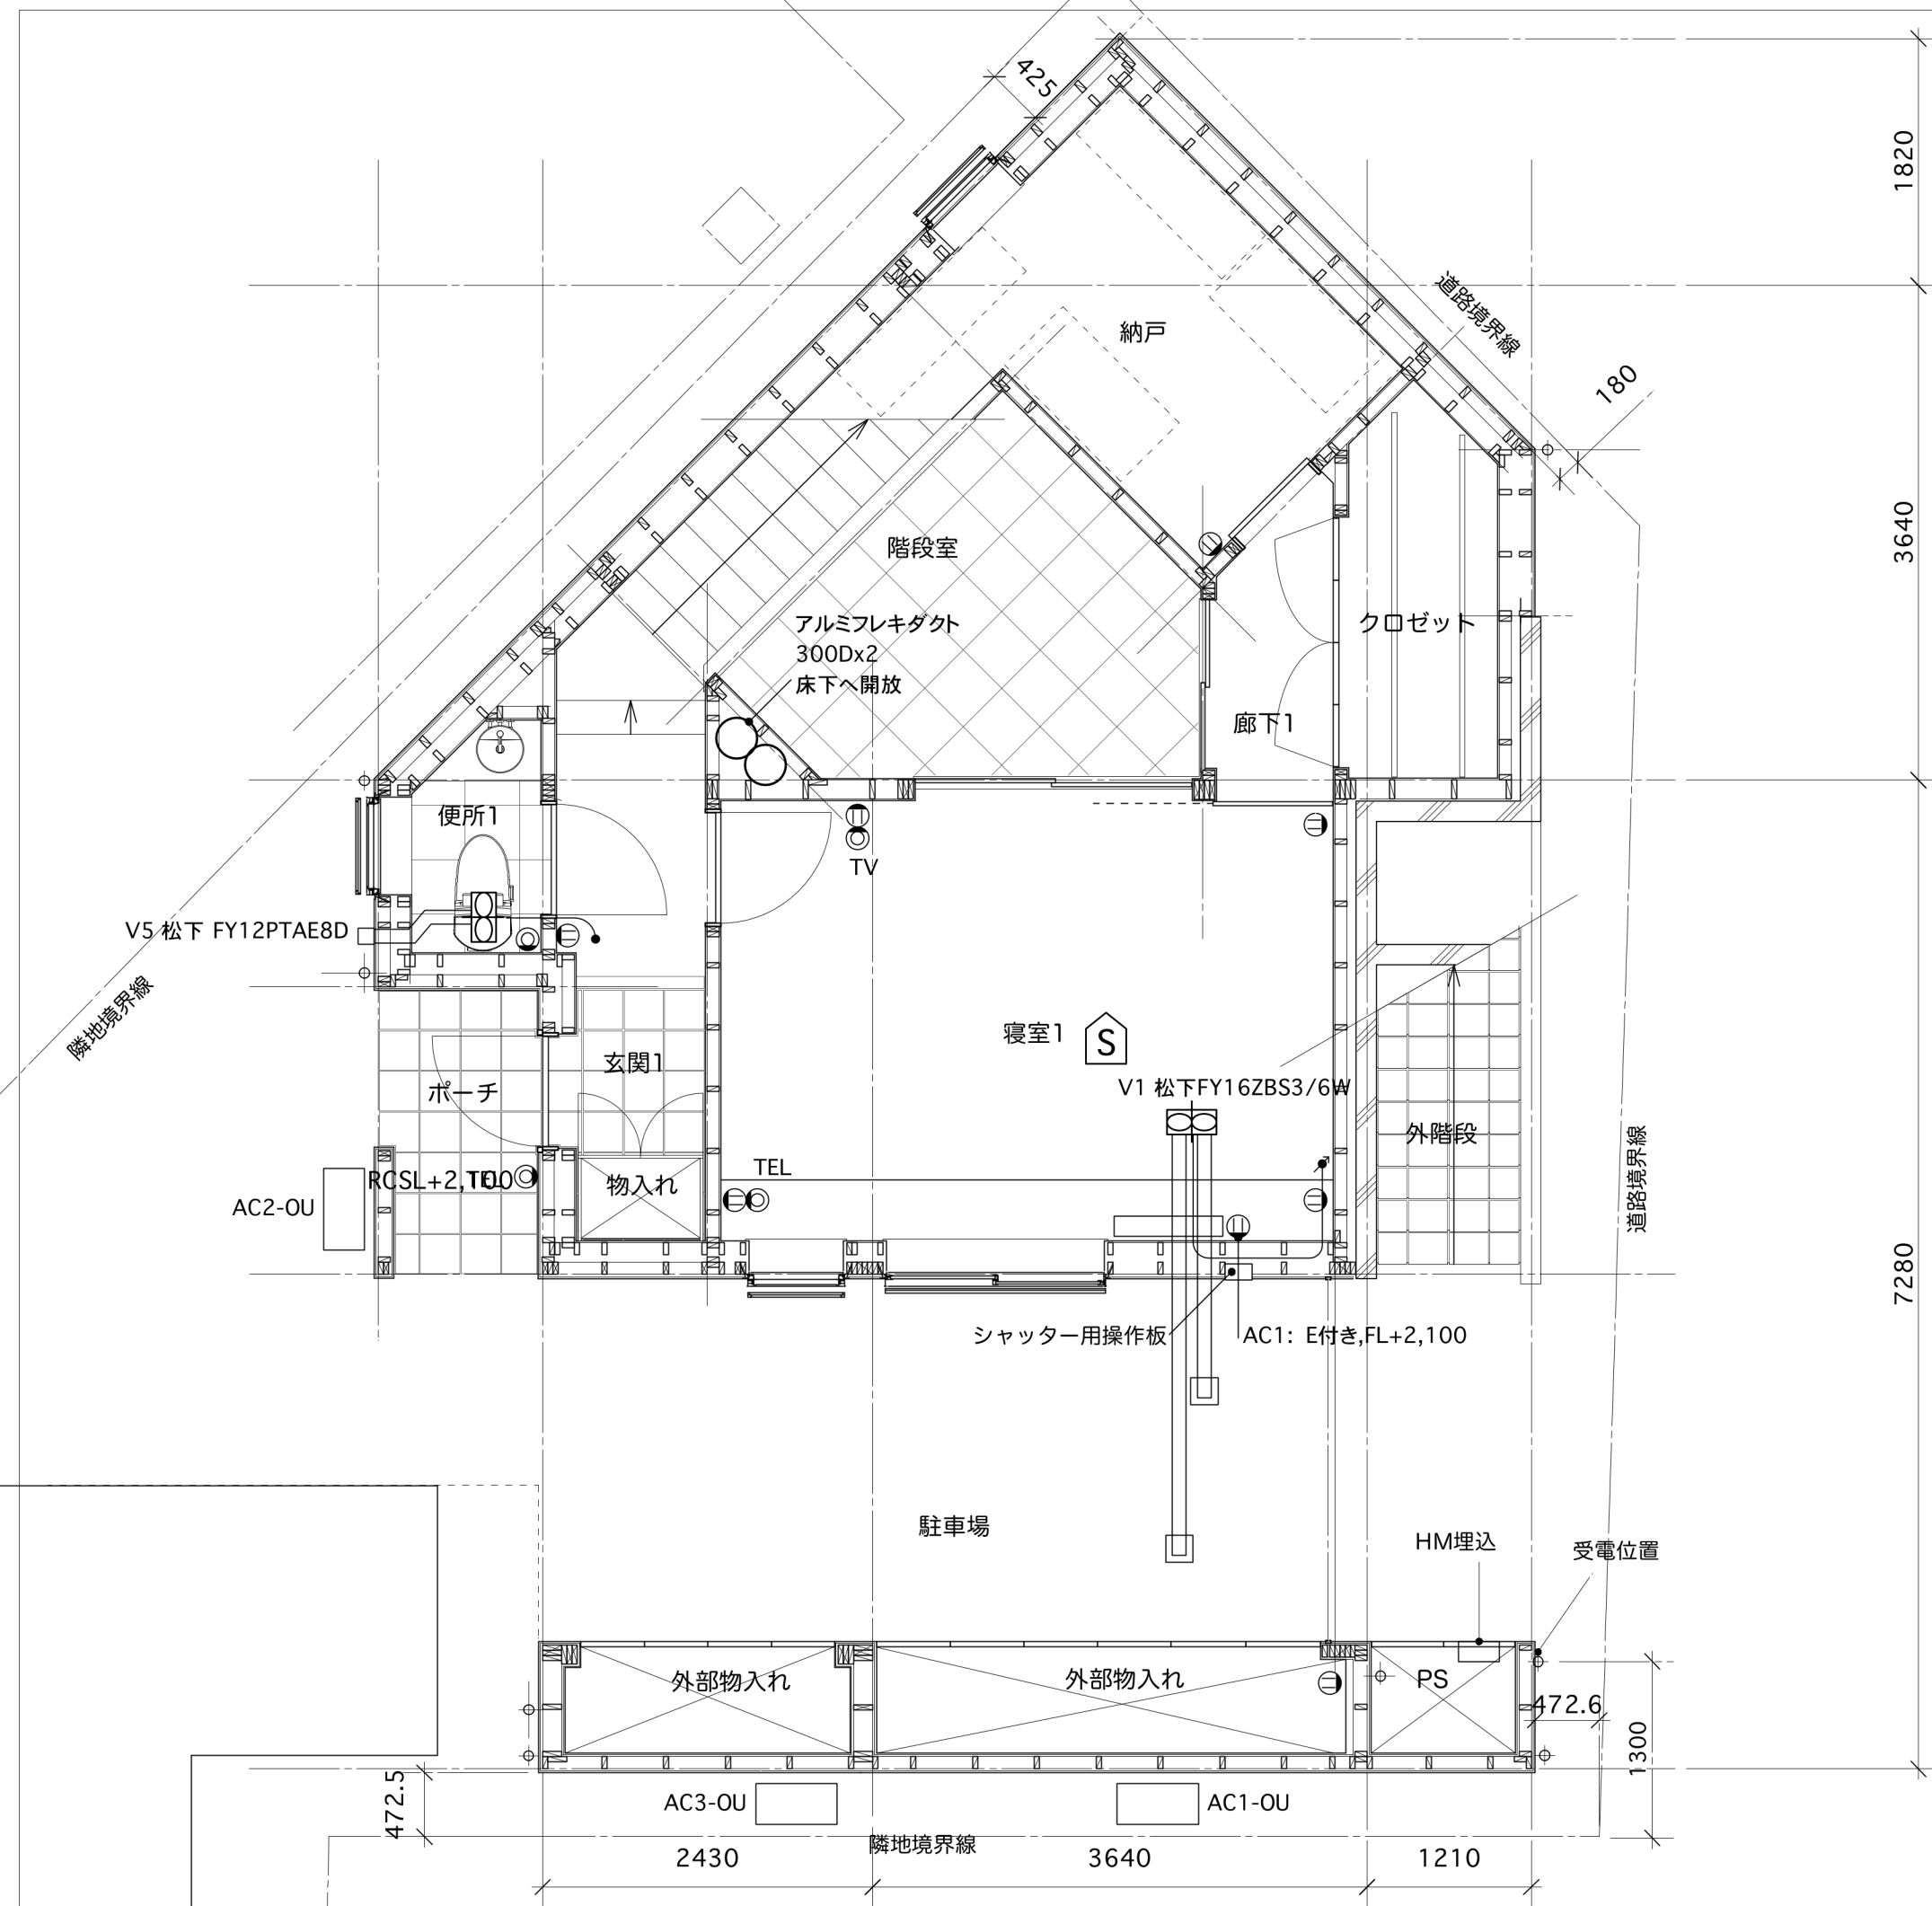 425
1820
納戸
道路境界線
180
3640
階段室
アルミフレキダクト
300Dx2
床下へ開放
クロゼット
廊下1
便所1
TV
V5 松下 FY12PTAE8D
隣地境界線
寝室1
S
玄関1
ポーチ
V1 松下FY16ZBS3/6W
外階段
道路境界線
TEL
RCSL+2,100
TEL
物入れ
AC2-OU
7280
シャッター用操作板
AC1: E付き,FL+2,100
駐車場
HM埋込
受電位置
外部物入れ
外部物入れ
PS
472.6
1300
472.5
AC3-OU
AC1-OU
隣地境界線
2430
3640
1210